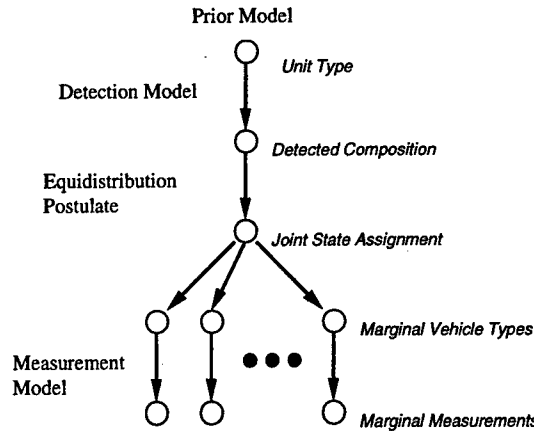 Prior Model
Unit Type
Detection Model
Detected Composition
Equidistribution
Postulate
Joint State Assignment
Marginal Vehicle Types
Measurement
Model
Marginal Measurements